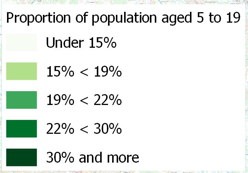 Proportion of population aged 5 to 19
Under 15%
15% < 19%
19% < 22%
22% < 30%
30% and more